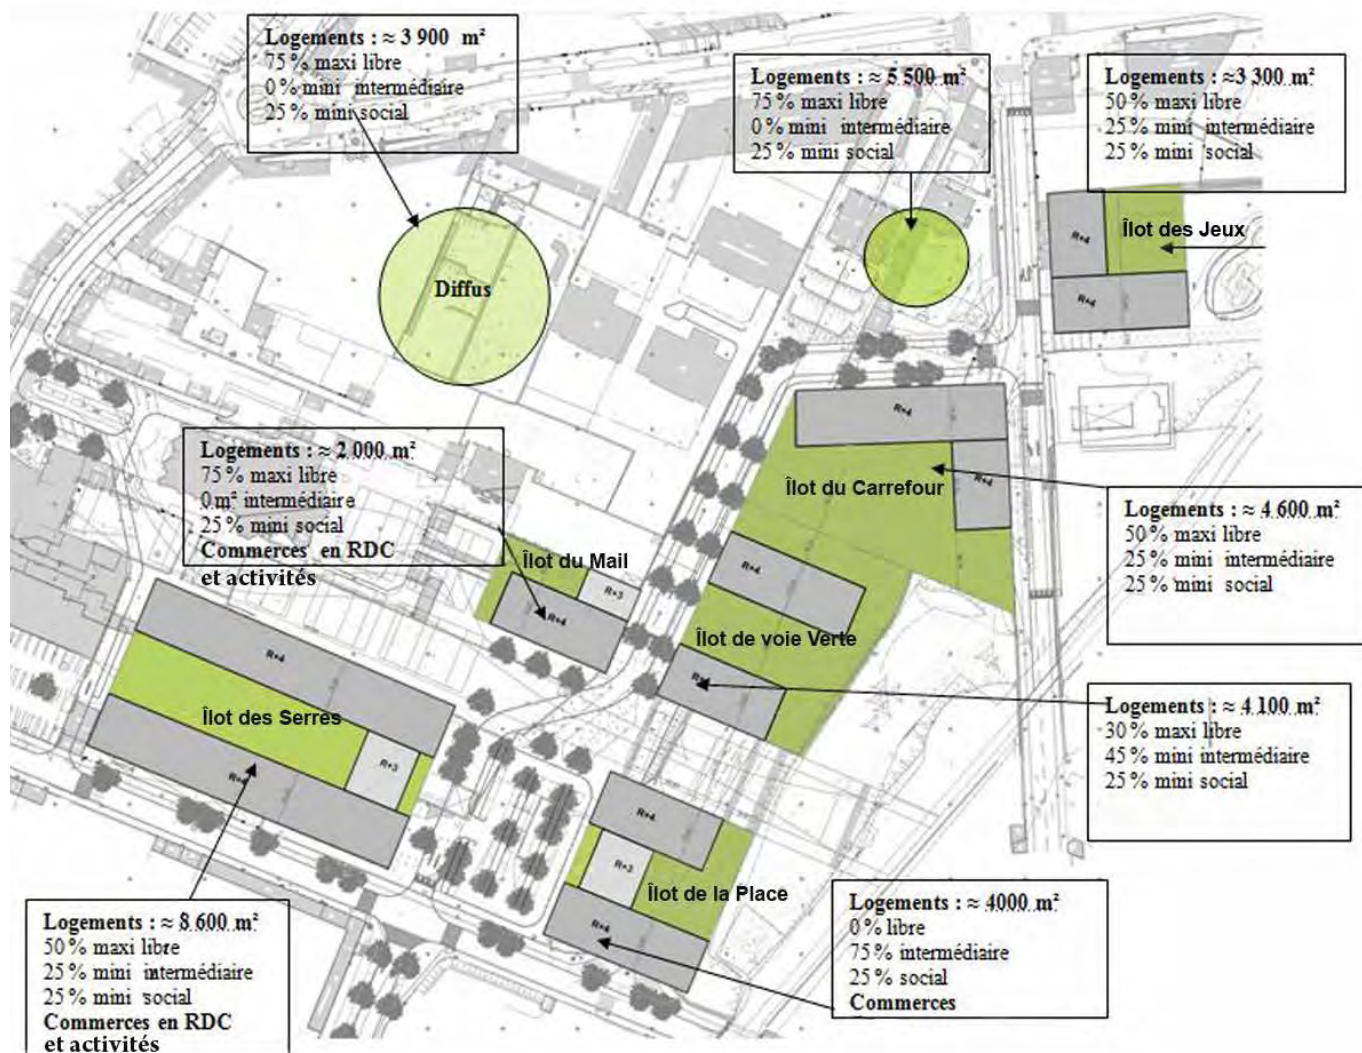 Logements : ≈ 3 900 m²
75% maxi libre
0% mini intermédiaire
25% mini social
Logements : ≈ 5 500 m²
75% maxi libre
0% mini intermédiaire
25% mini social
Logements : ≈3 300 m²
50% maxi libre
25% mini intermédiaire
25% mini social
R+4
Îlot des Jeux
R+4
Diffus
R+4
Îlot du Carrefour
R+4
Logements : ≈ 2 000 m²
75% maxi libre
0m² intermédiaire
25% mini social
Commerces en RDC
et activités
Îlot du Mail
R+3
R+4
R+4
Îlot de voie Verte
Logements : ≈ 4 600 m²
50% maxi libre
25% mini intermédiaire
25% mini social
R+4
Îlot des Serres
R+3
R+4
Logements : ≈ 4 100 m²
30% maxi libre
45% mini intermédiaire
25% mini social
R+4
R+3
Îlot de la Place
R+4
Logements : ≈ 4000 m²
0% libre
75% intermédiaire
25% social
Commerces
Logements : ≈ 8 600 m²
50% maxi libre
25% mini intermédiaire
25% mini social
Commerces en RDC
et activités